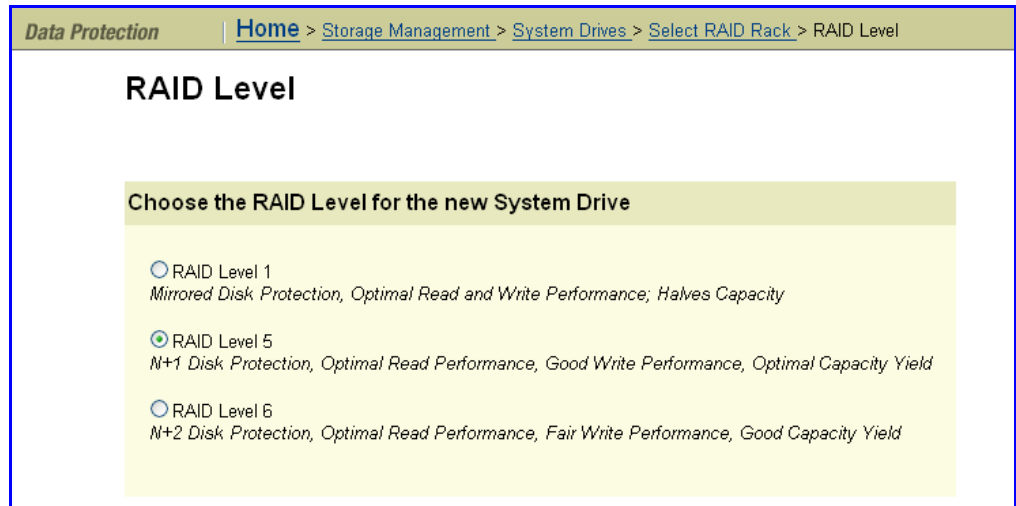 Data Protection | Home > Storage Management > System Drives > Select RAID Rack > RAID Level
RAID Level
Choose the RAID Level for the new System Drive
RAID Level 1
Mirrored Disk Protection, Optimal Read and Write Performance; Halves Capacity
RAID Level 5
N+1 Disk Protection, Optimal Read Performance, Good Write Performance, Optimal Capacity Yield
RAID Level 6
N+2 Disk Protection, Optimal Read Performance, Fair Write Performance, Good Capacity Yield